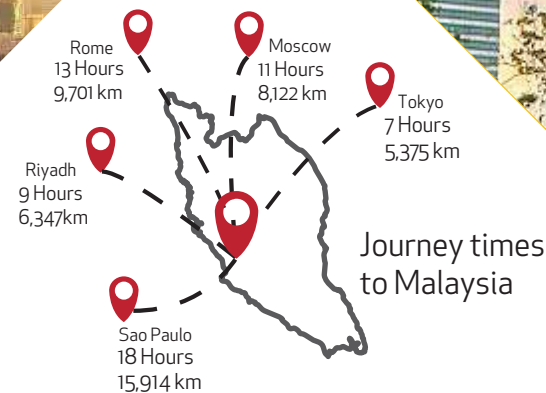 Rome
13 Hours
9,701 km
Moscow
11 Hours
8,122 km
Tokyo
7 Hours
5,375 km
Riyadh
9 Hours
6,347km
Journey times
to Malaysia
Sao Paulo
18 Hours
15,914 km